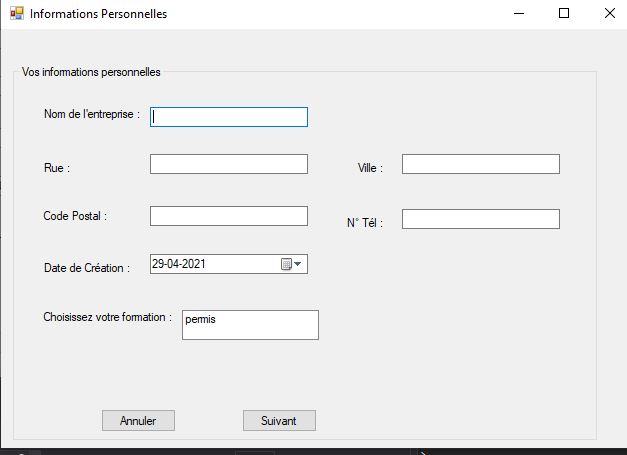 Informations Personnelles
Vos informations personnelles
Nom de l'entreprise :
Rue :
Ville :
Code Postal :
N° Tél :
Date de Création :
29-04-2021
Choisissez votre formation :
permis
Annuler
Suivant